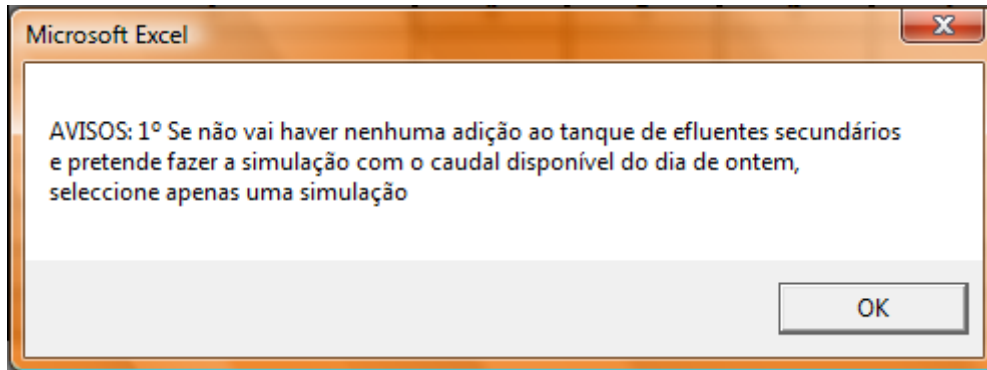 Microsoft Excel
AVISOS: 1º Se não vai haver nenhuma adição ao tanque de efluentes secundários
e pretende fazer a simulação com o caudal disponível do dia de ontem,
seleccione apenas uma simulação
OK